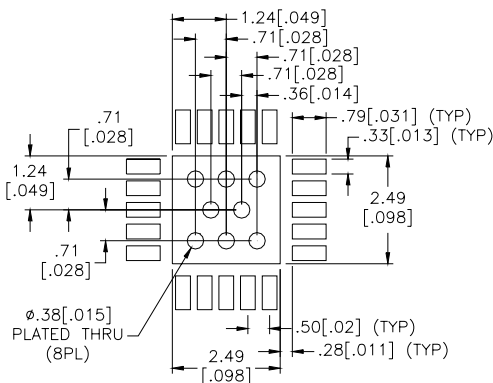 1.24[.049]
.71[.028]
.71[.028]
.71[.028]
.36[.014]
.79[.031] (TYP)
.33[.013] (TYP)
.71
[.028]
1.24
[.049]
2.49
[.098]
.71
[.028]
ø.38[.015]
PLATED THRU
(8PL)
.50[.02] (TYP)
.28[.011] (TYP)
2.49
[.098]